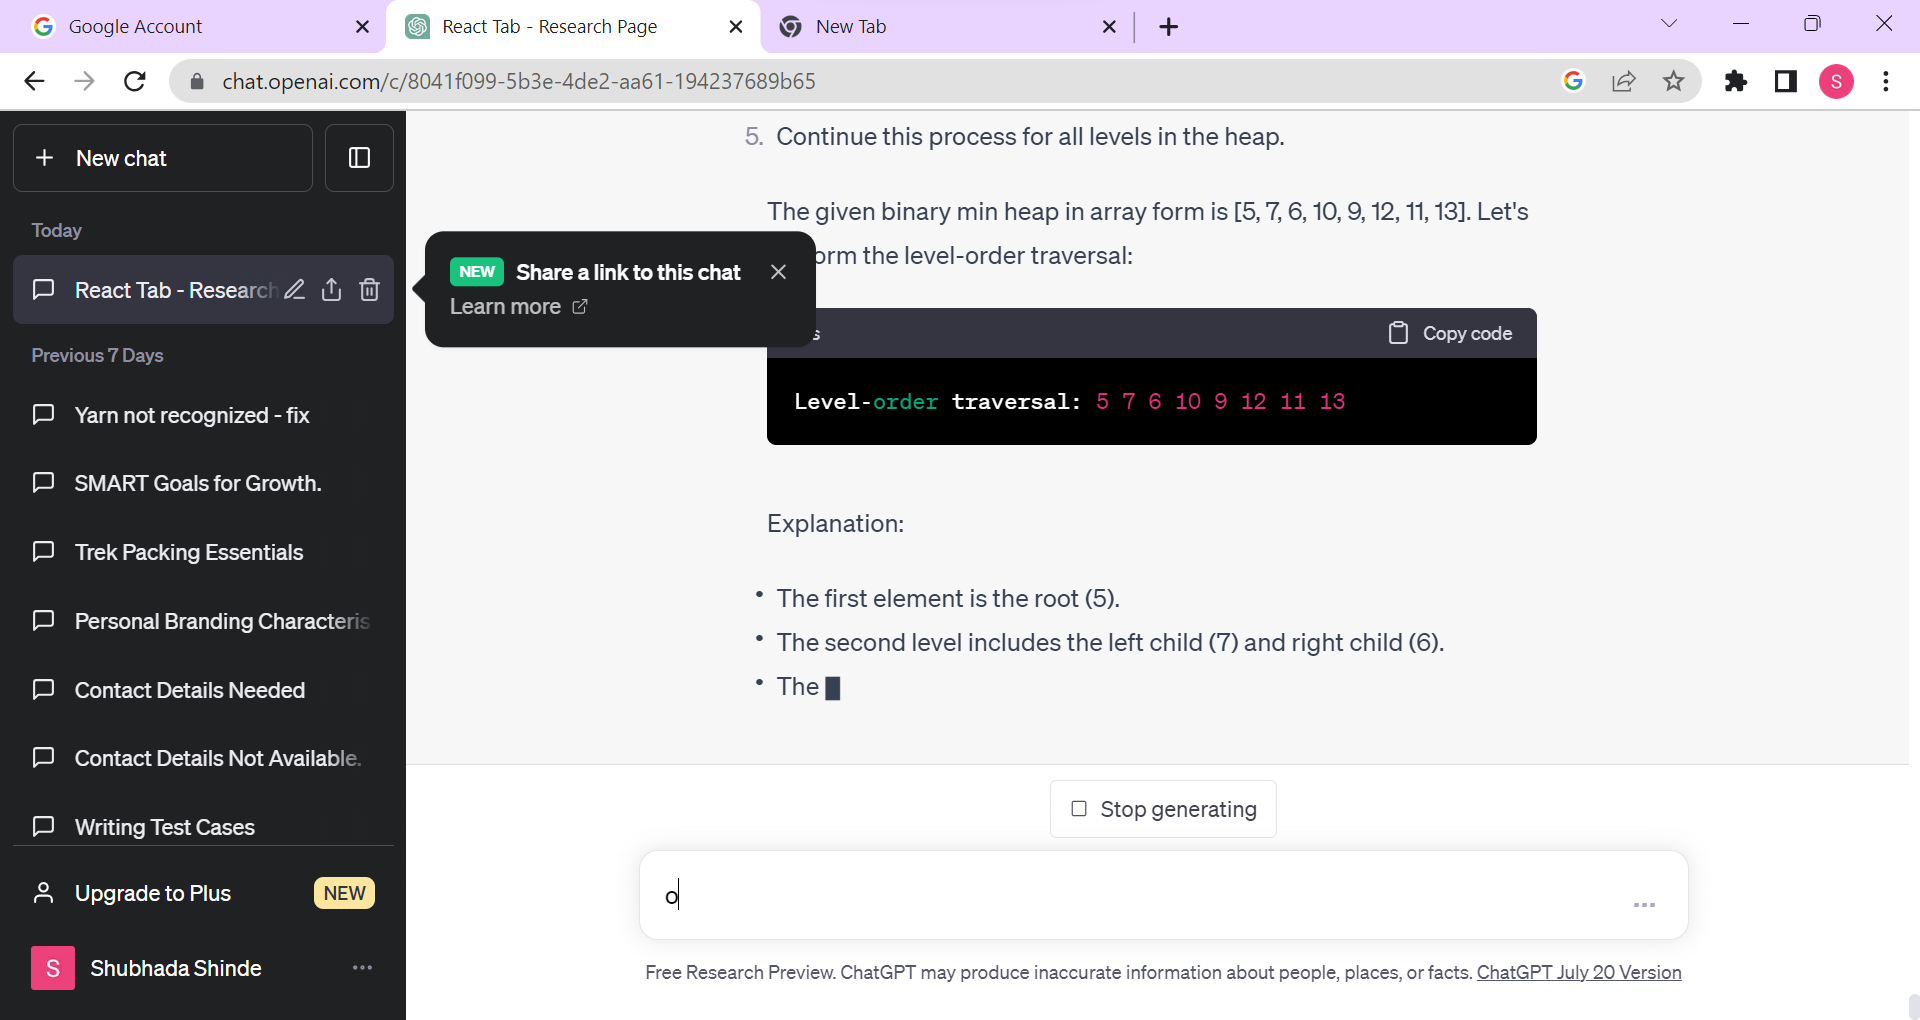 Google Account
React Tab - Research Page
New Tab
chat.openai.com/c/8041f099-5b3e-4de2-aa61-194237689b65
S
New chat
Today
React Tab - Research
Previous 7 Days
Yarn not recognized - fix
SMART Goals for Growth.
Trek Packing Essentials
Personal Branding Characteris
Contact Details Needed
Contact Details Not Available.
Writing Test Cases
Upgrade to Plus NEW
S Shubhada Shinde
NEW Share a link to this chat
Learn more
5. Continue this process for all levels in the heap.
The given binary min heap in array form is [5, 7, 6, 10, 9, 12, 11, 13]. Let's
orm the level-order traversal:
s Copy code
Level-order traversal: 5 7 6 10 9 12 11 13
Explanation:
• The first element is the root (5).
• The second level includes the left child (7) and right child (6).
• The
Stop generating
o
Free Research Preview. ChatGPT may produce inaccurate information about people, places, or facts. ChatGPT July 20 Version